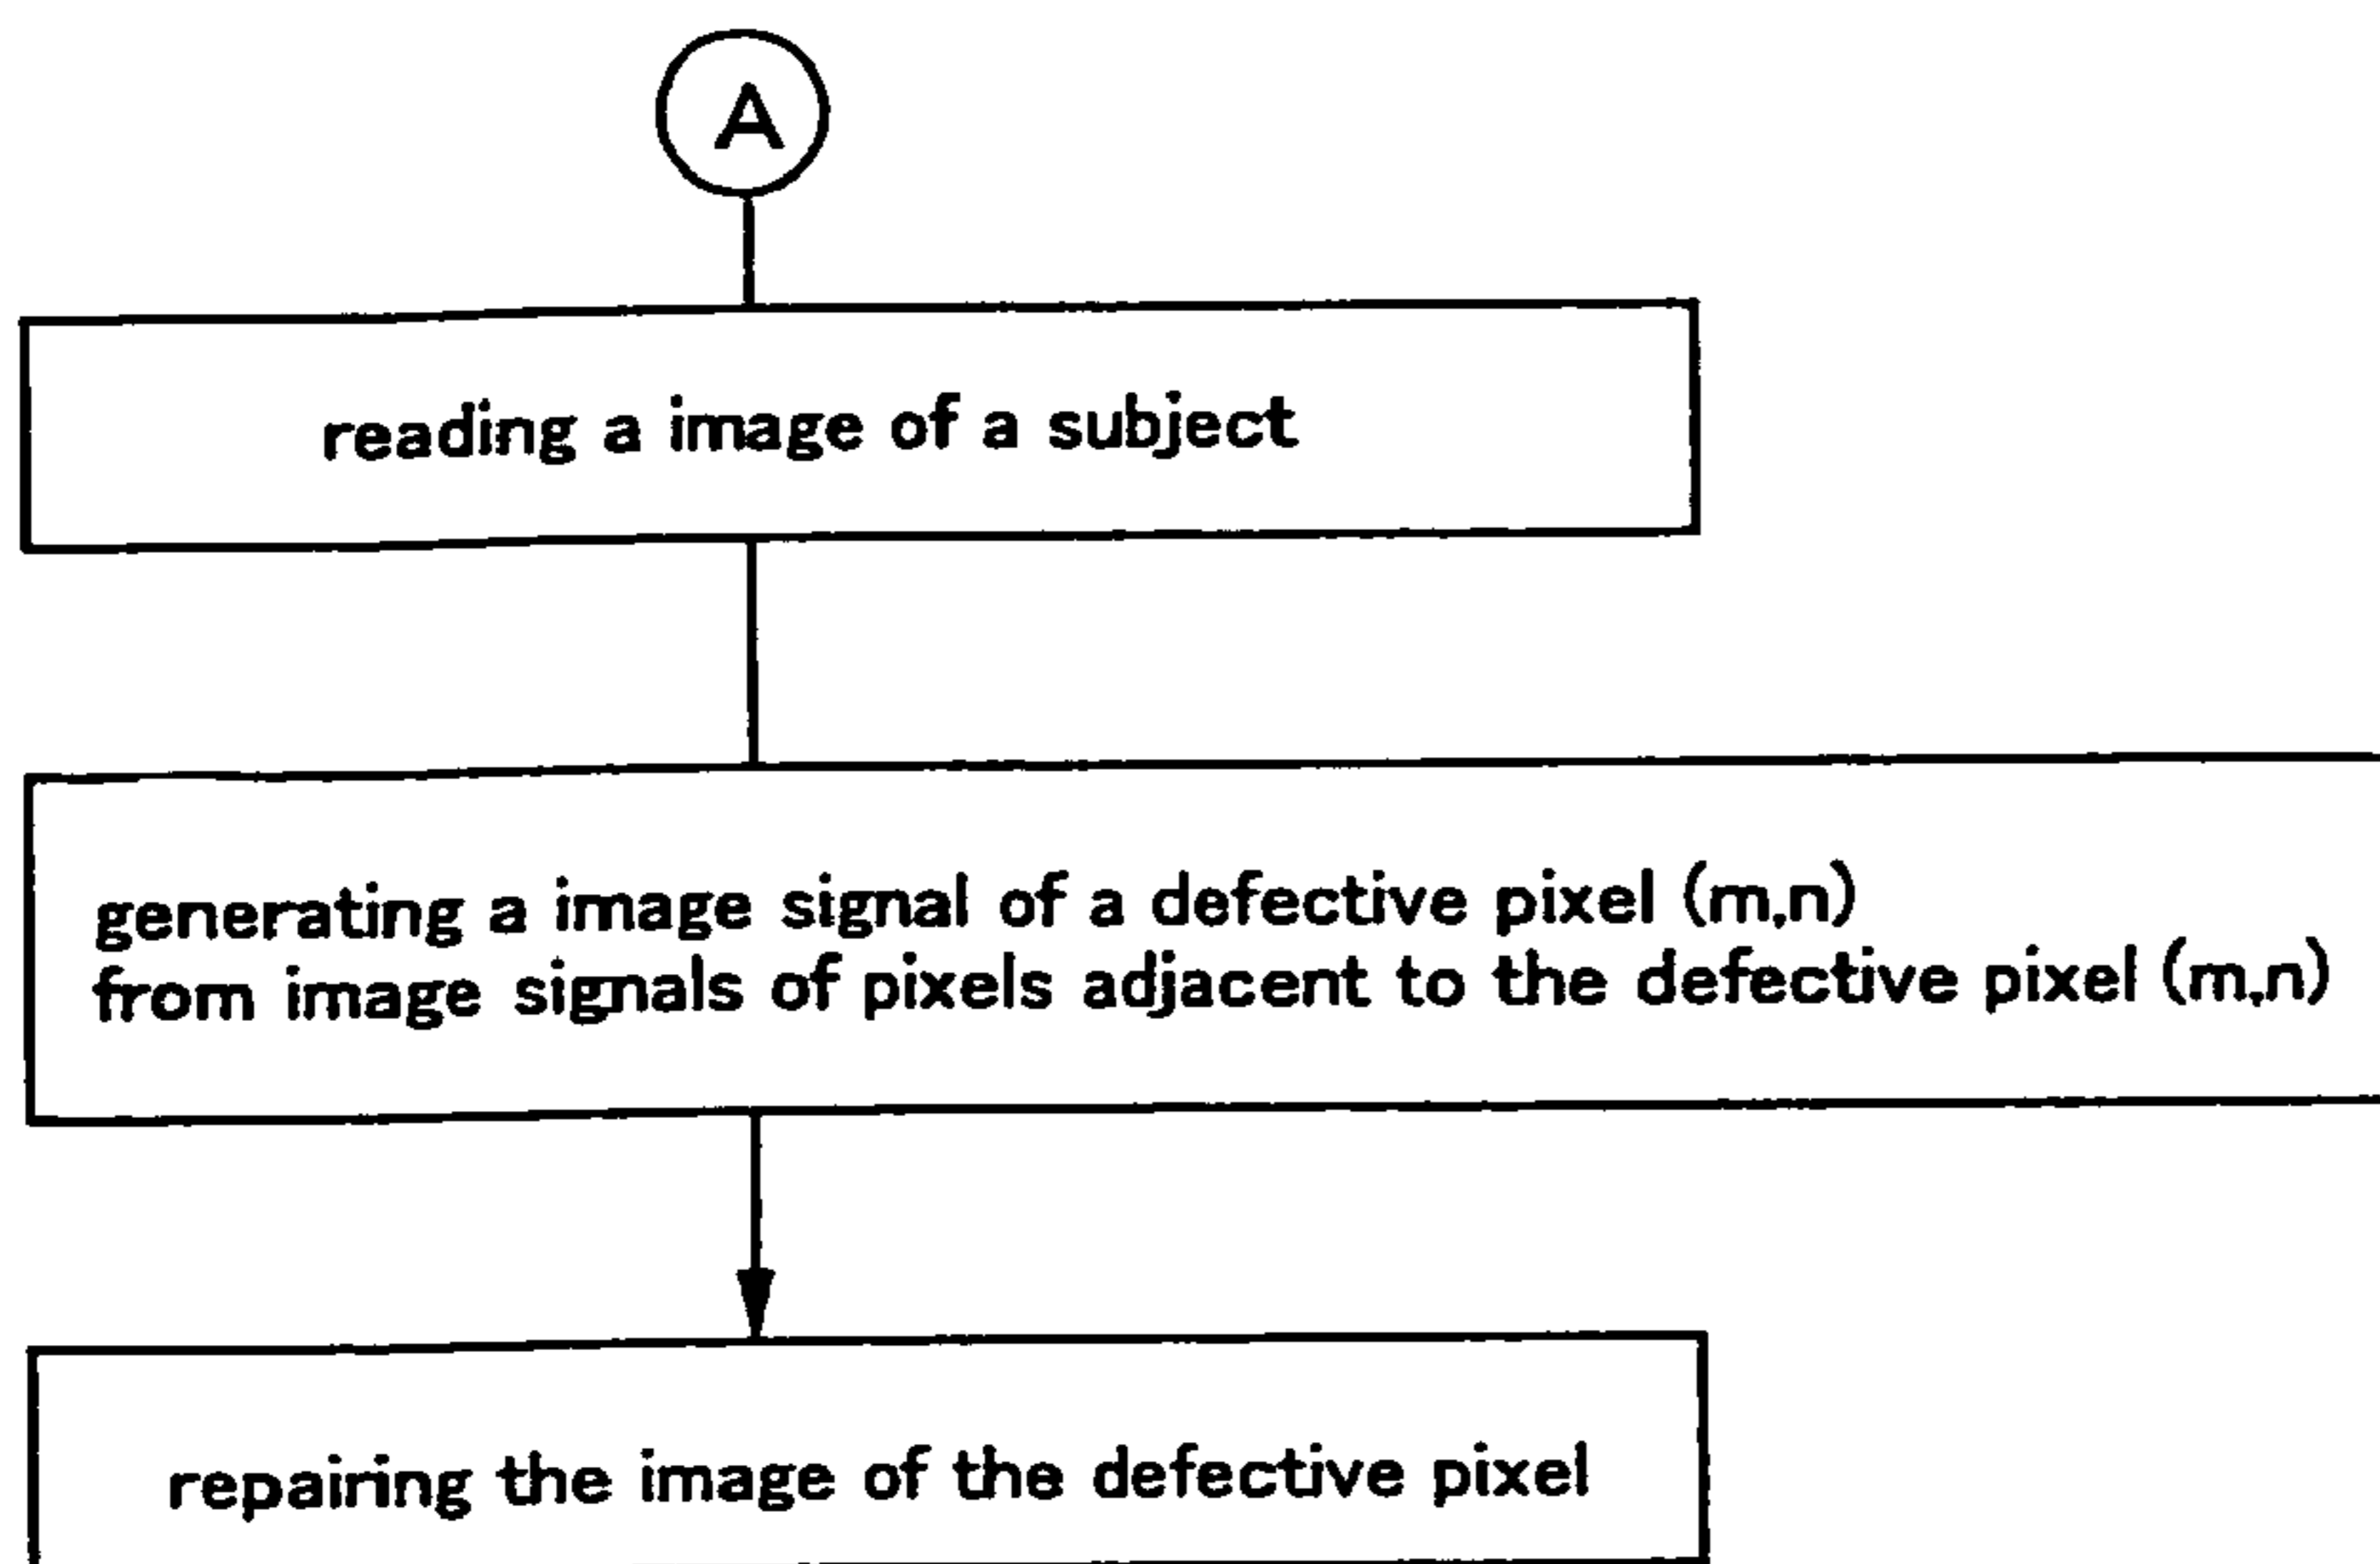 A
reading a image of a subject
generating a image signal of a defective pixel (m,n)
from image signals of pixels adjacent to the defective pixel (m,n)
repairing the image of the defective pixel